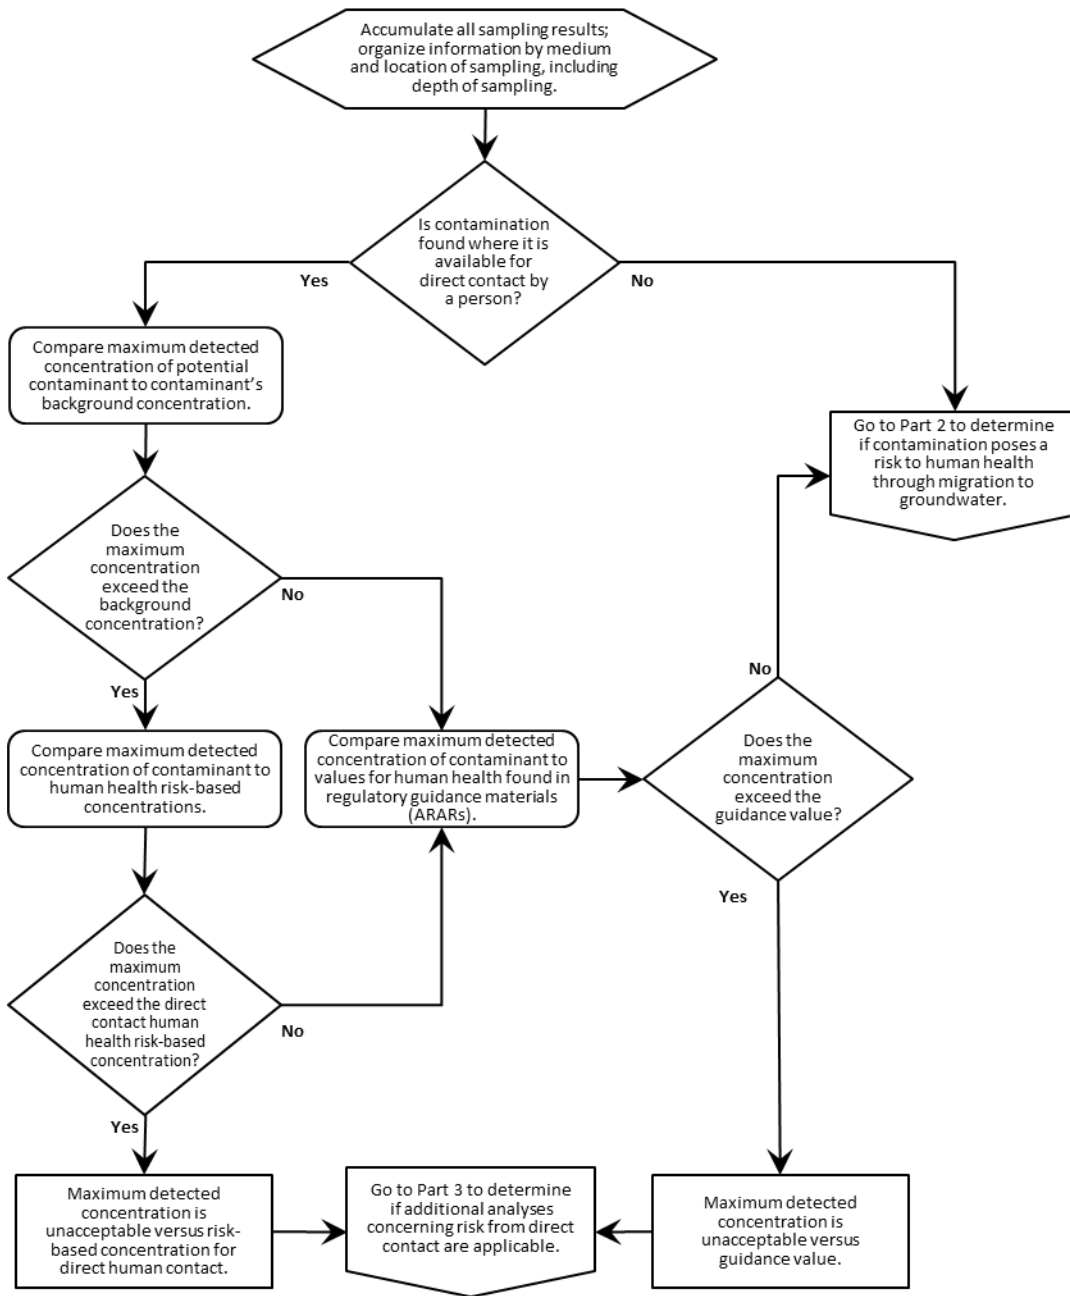 Accumulate all sampling results;
organize information by medium
and location of sampling, including
depth of sampling.
Is contamination
found where it is
available for
direct contact by
a person?
Yes
No
Compare maximum detected
concentration of potential
contaminant to contaminant's
background concentration.
Go to Part 2 to determine
if contamination poses a
risk to human health
through migration to
groundwater.
Does the
maximum
concentration
exceed the
background
concentration?
No
Yes
Compare maximum detected
concentration of contaminant to
human health risk-based
concentrations.
Compare maximum detected
concentration of contaminant to
values for human health found in
regulatory guidance materials
(ARARs).
No
Does the
maximum
concentration
exceed the
guidance value?
Yes
Does the
maximum
concentration
exceed the direct
contact human
health risk-based
concentration?
No
Yes
Maximum detected
concentration is
unacceptable versus risk-
based concentration for
direct human contact.
Go to Part 3 to determine
if additional analyses
concerning risk from direct
contact are applicable.
Maximum detected
concentration is
unacceptable versus
guidance value.